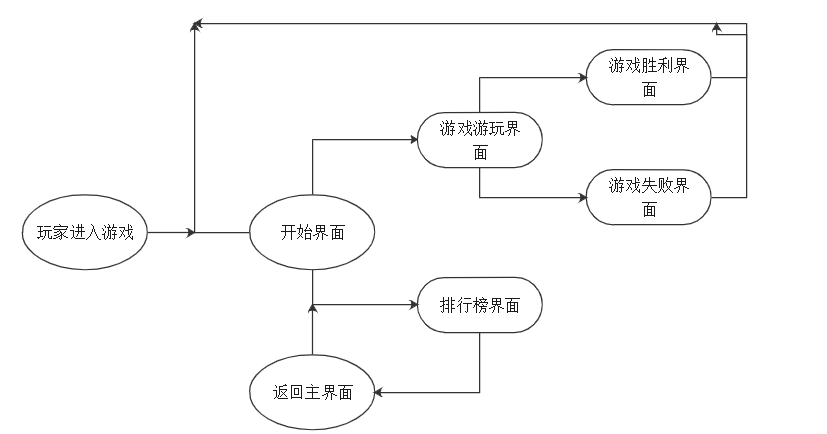 游戏胜利界
面
游戏游玩界
面
游戏失败界
面
玩家进入游戏
开始界面
排行榜界面
返回主界面